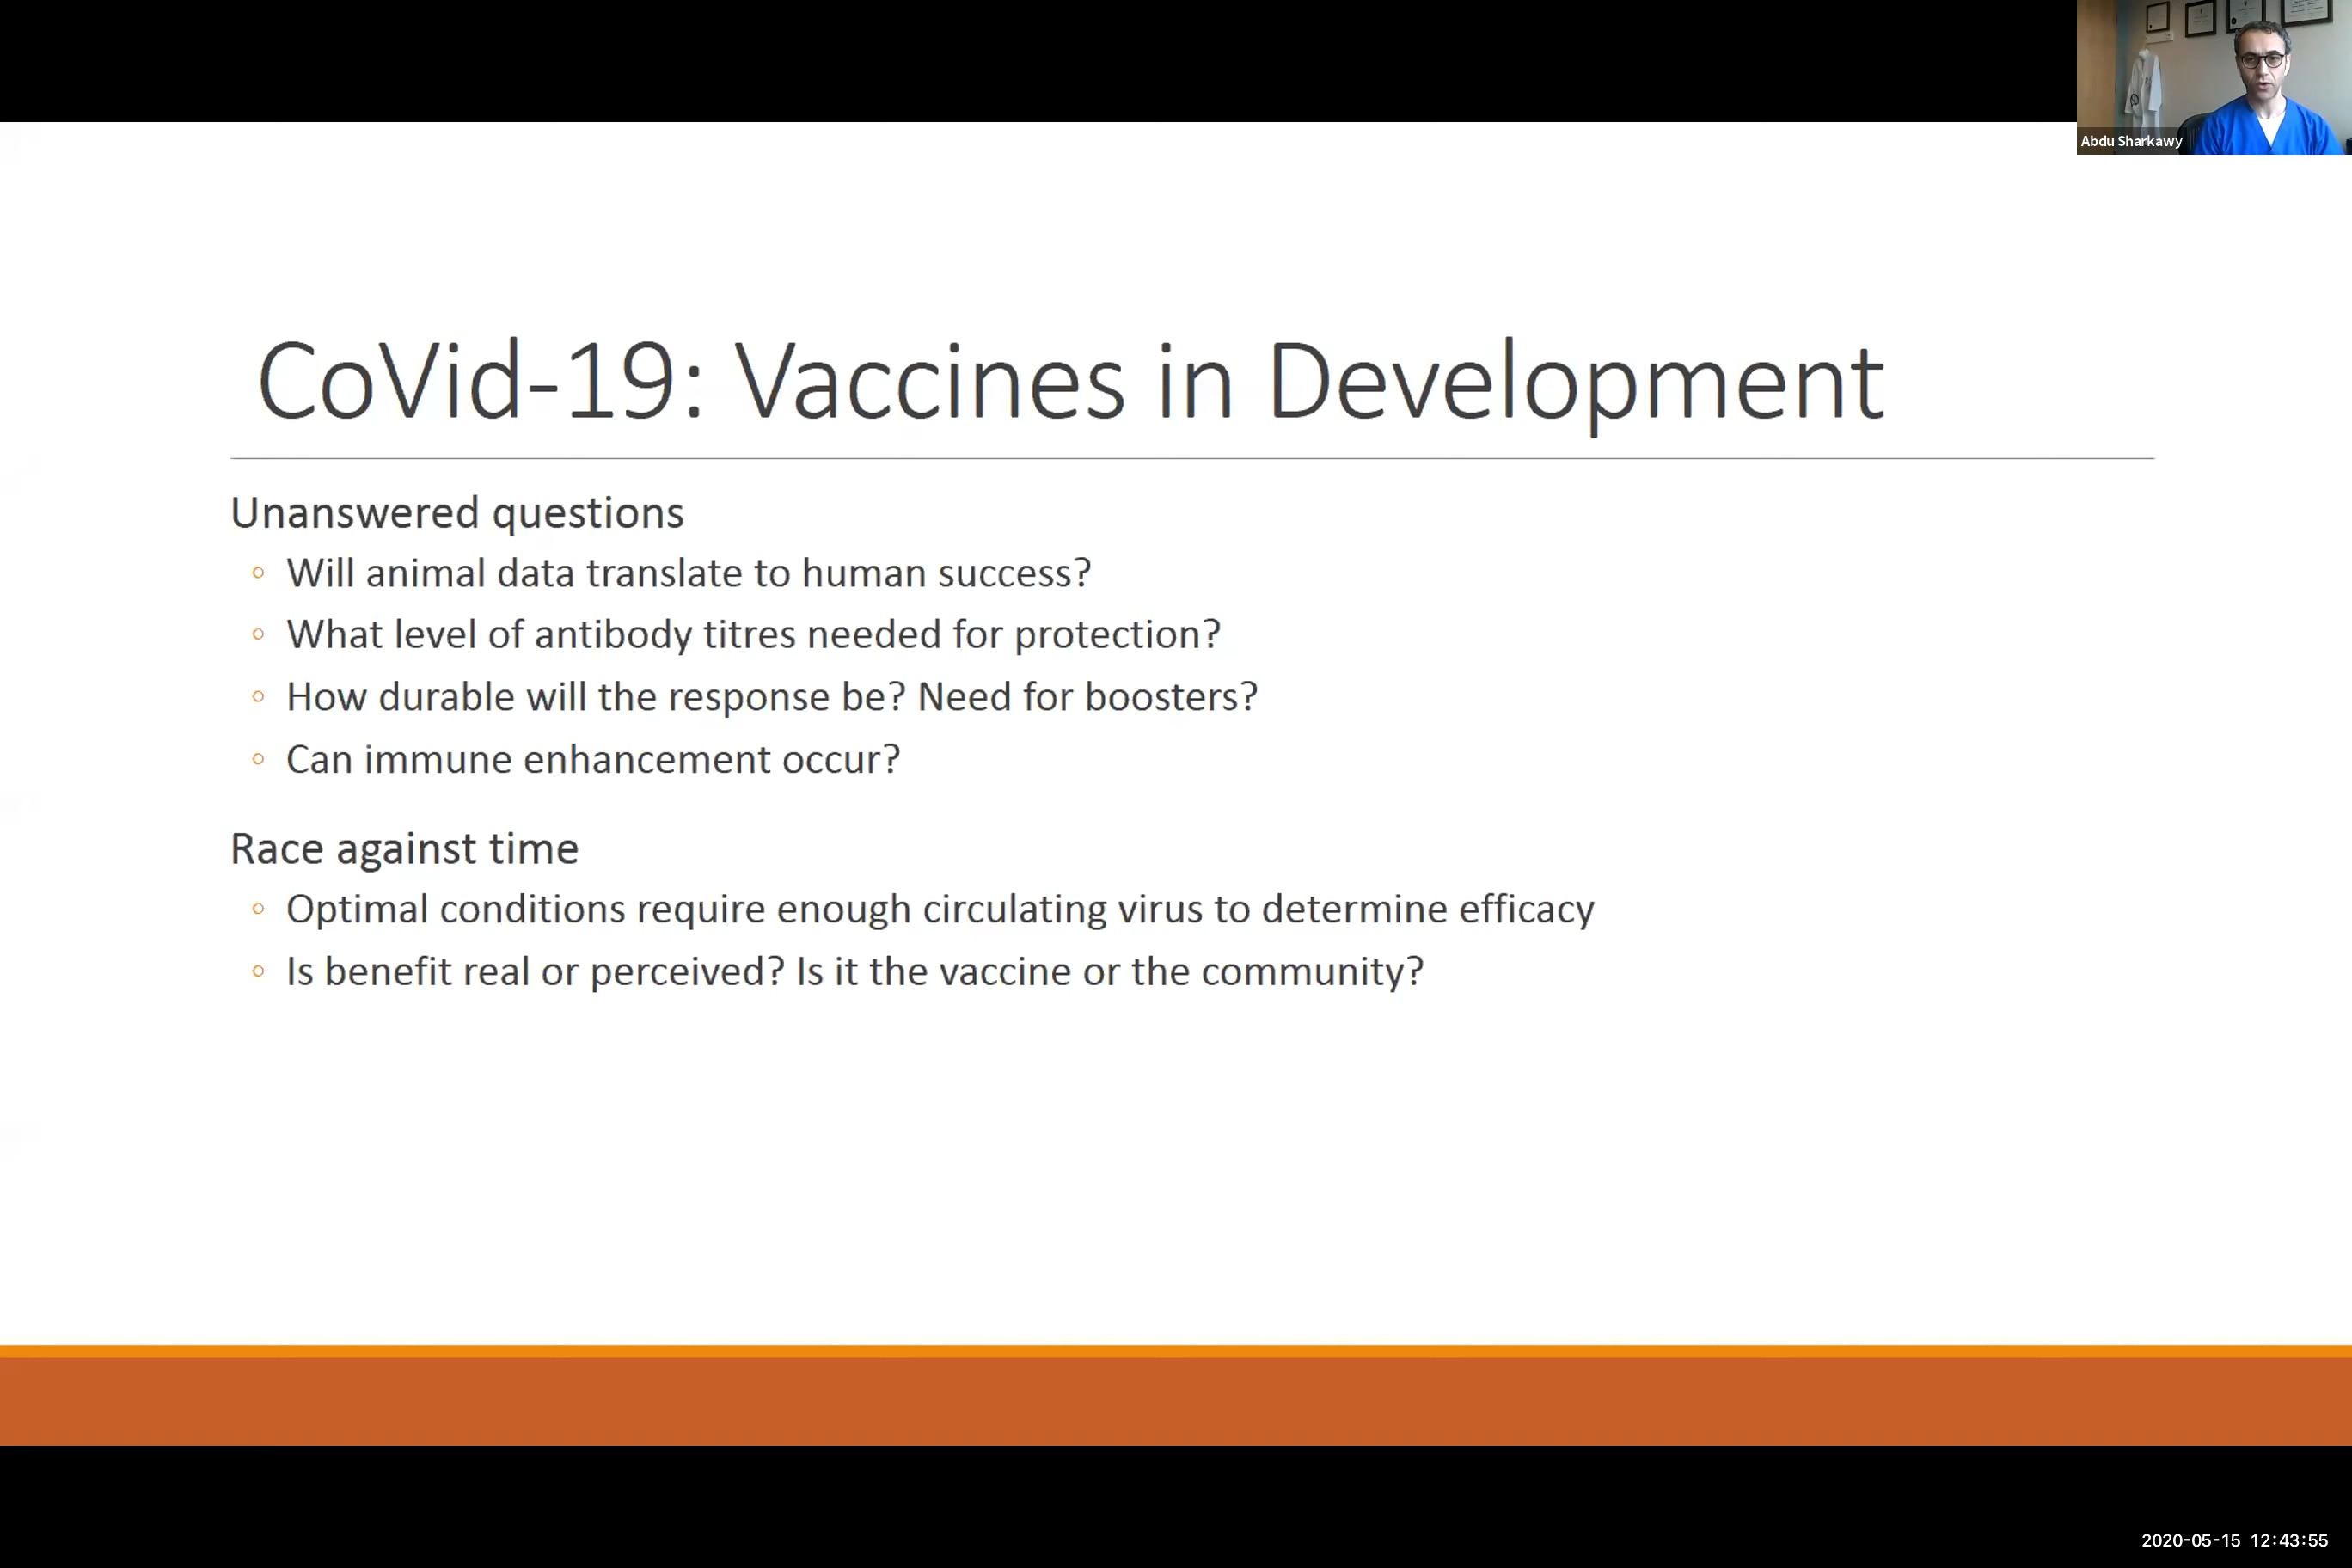 Abdu Sharkawy
CoVid-19: Vaccines in Development
Unanswered questions
◦ Will animal data translate to human success?
◦ What level of antibody titres needed for protection?
◦ How durable will the response be? Need for boosters?
◦ Can immune enhancement occur?
Race against time
◦ Optimal conditions require enough circulating virus to determine efficacy
◦ Is benefit real or perceived? Is it the vaccine or the community?
2020-05-15 12:43:55